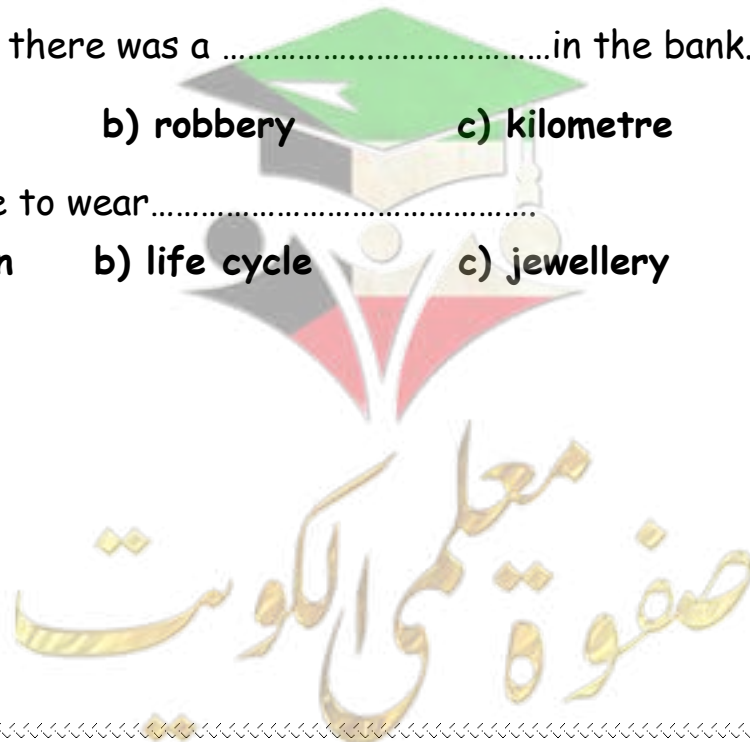 there was a ……………………………………in the bank.
b) robbery c) kilometre
to wear……………………………………….
b) life cycle c) jewellery
صفوة معلمي الكويت